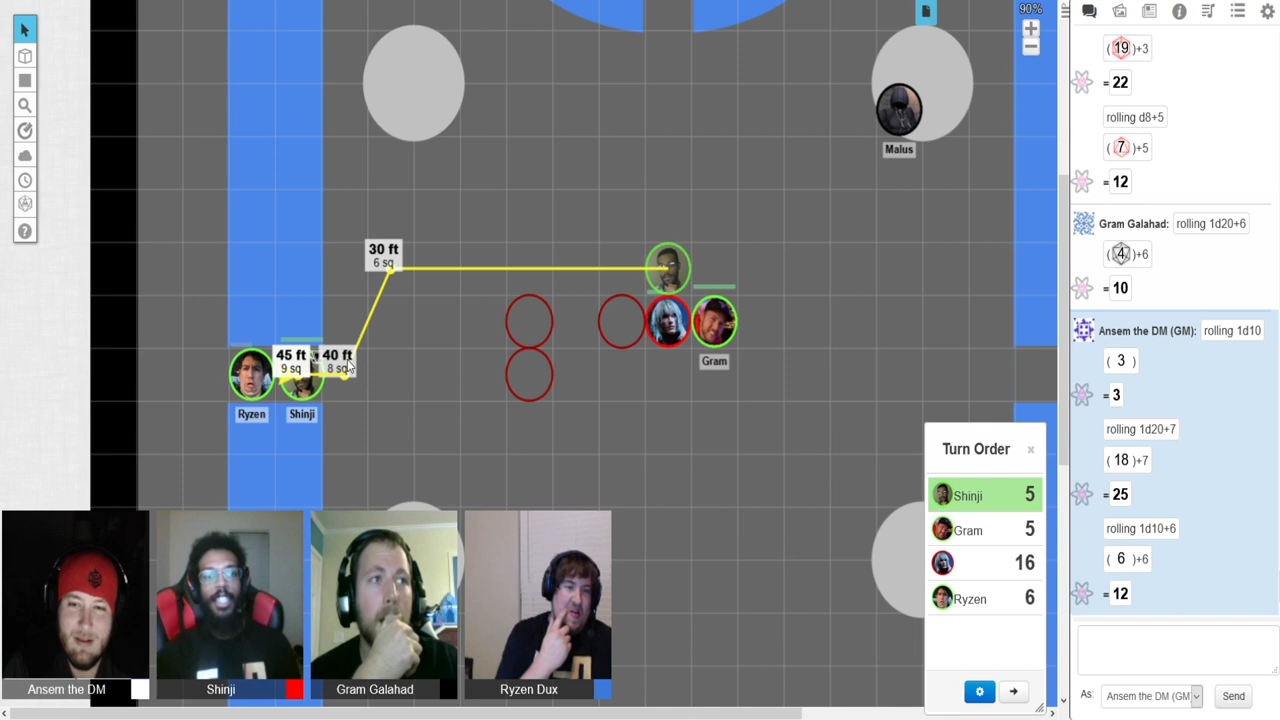 90%
Malus
30 ft
6 sq
45 ft
9 sq
40 ft
8 sq
Ryzen
Shinji
Gram
Turn Order
×
Shinji 5
Gram 5
16
Ryzen 6
Ansem the DM
Shinji
Gram Galahad
Ryzen Dux
(19)+3
=22
rolling d8+5
(7)+5
=12
Gram Galahad: rolling 1d20+6
(4)+6
=10
Ansem the DM (GM): rolling 1d10
(3)
=3
rolling 1d20+7
(18)+7
=25
rolling 1d10+6
(6)+6
=12
As: Ansem the DM (GM) Send